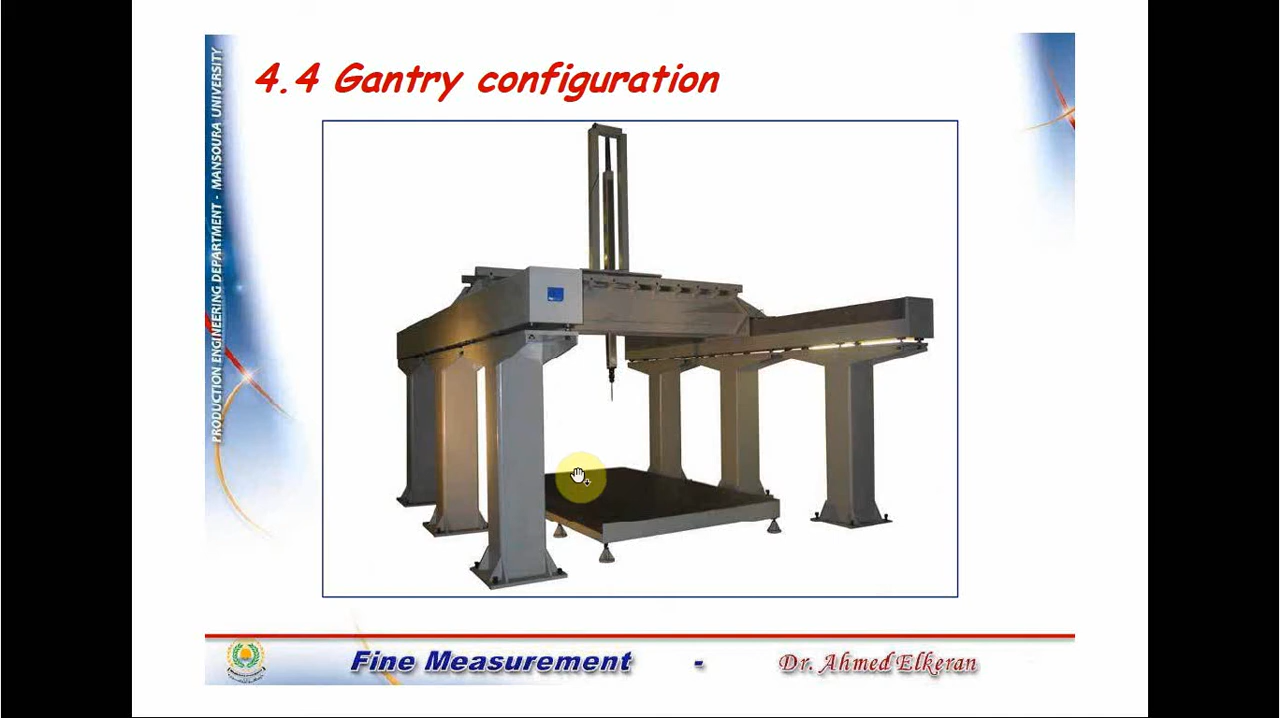 4.4 Gantry configuration
PRODUCTION ENGINEERING DEPARTMENT - MANSOURA UNIVERSITY
Fine Measurement - Dr. Ahmed Elkeran